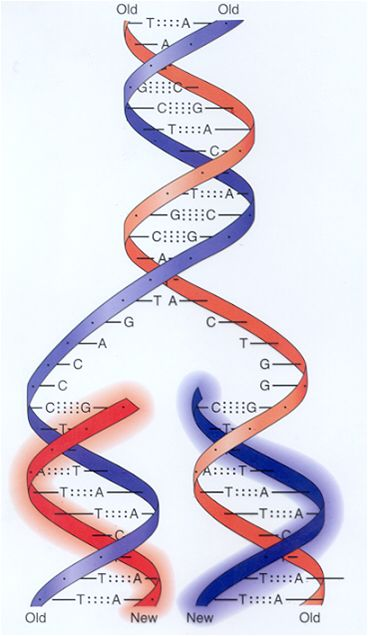 Old Old
T::::A
A
G::::C
C::::G
T::::A
C
T::::A
G::::C
C::::G
A
T A
G C
A T
C G
C G
C::::G C::::G
T T
A::::T A::::T
T::::A T::::A
T::::A T::::A
C C
T::::A T::::A
T::::A T::::A
Old New New Old